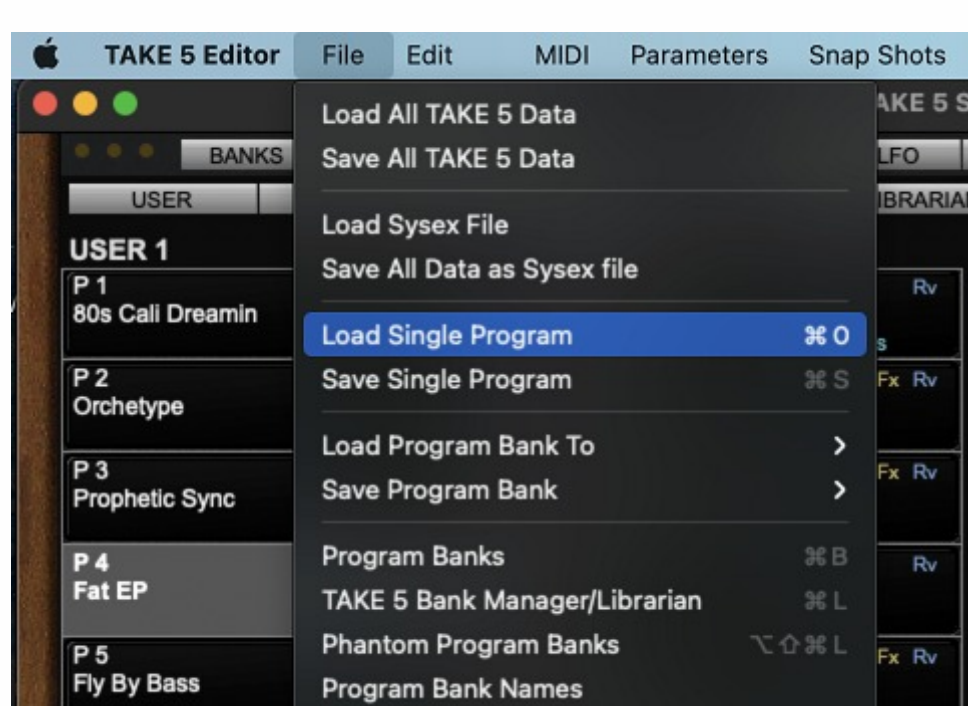 TAKE 5 Editor File Edit MIDI Parameters Snap Shots
AKE 5 S
BANKS
LFO
USER
IBRARIA
USER 1
P 1
80s Cali Dreamin
Rv
s
P 2
Orchetype
Fx Rv
P 3
Prophetic Sync
Fx Rv
P 4
Fat EP
Rv
P 5
Fly By Bass
Fx Rv
Load All TAKE 5 Data
Save All TAKE 5 Data
Load Sysex File
Save All Data as Sysex file
Load Single Program ⌘ O
Save Single Program ⌘ S
Load Program Bank To
Save Program Bank
Program Banks ⌘ B
TAKE 5 Bank Manager/Librarian ⌘ L
Phantom Program Banks ⌥⇧⌘ L
Program Bank Names